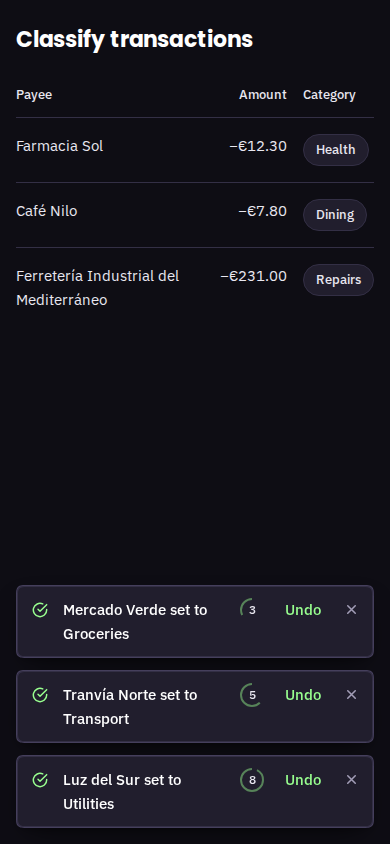 Classify transactions
Payee Amount Category
Farmacia Sol −€12.30 Health
Café Nilo −€7.80 Dining
Ferretería Industrial del −€231.00 Repairs
Mediterráneo
Mercado Verde set to 3 Undo
Groceries
Tranvía Norte set to 5 Undo
Transport
Luz del Sur set to 8 Undo
Utilities